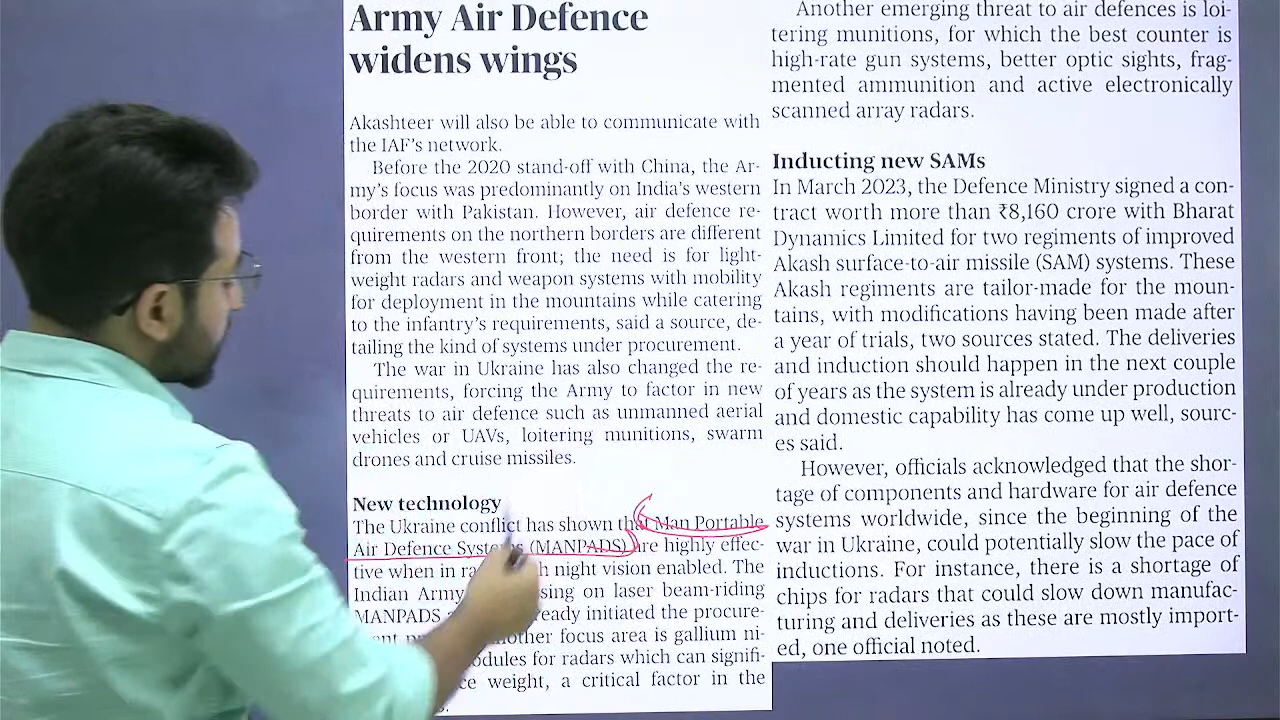 Army Air Defence
widens wings
Akashteer will also be able to communicate with
the IAF's network.
Before the 2020 stand-off with China, the Ar-
my's focus was predominantly on India's western
border with Pakistan. However, air defence re-
quirements on the northern borders are different
from the western front; the need is for light-
weight radars and weapon systems with mobility
for deployment in the mountains while catering
to the infantry's requirements, said a source, de-
tailing the kind of systems under procurement.
The war in Ukraine has also changed the re-
quirements, forcing the Army to factor in new
threats to air defence such as unmanned aerial
vehicles or UAVs, loitering munitions, swarm
drones and cruise missiles.
New technology
The Ukraine conflict has shown that Man Portable
Air Defence Systems (MANPADS) are highly effec-
tive when in night vision enabled. The
Indian Army on laser beam-riding
MANPADS initiated the procure-
focus area is gallium ni-
for radars which can signifi-
weight, a critical factor in the
Another emerging threat to air defences is loi-
tering munitions, for which the best counter is
high-rate gun systems, better optic sights, frag-
mented ammunition and active electronically
scanned array radars.
Inducting new SAMs
In March 2023, the Defence Ministry signed a con-
tract worth more than ₹8,160 crore with Bharat
Dynamics Limited for two regiments of improved
Akash surface-to-air missile (SAM) systems. These
Akash regiments are tailor-made for the moun-
tains, with modifications having been made after
a year of trials, two sources stated. The deliveries
and induction should happen in the next couple
of years as the system is already under production
and domestic capability has come up well, sourc-
es said.
However, officials acknowledged that the shor-
tage of components and hardware for air defence
systems worldwide, since the beginning of the
war in Ukraine, could potentially slow the pace of
inductions. For instance, there is a shortage of
chips for radars that could slow down manufac-
turing and deliveries as these are mostly import-
ed, one official noted.